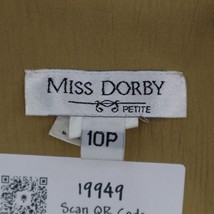 MISS DORBY
PETITE
10P
19949
Scan QR Code